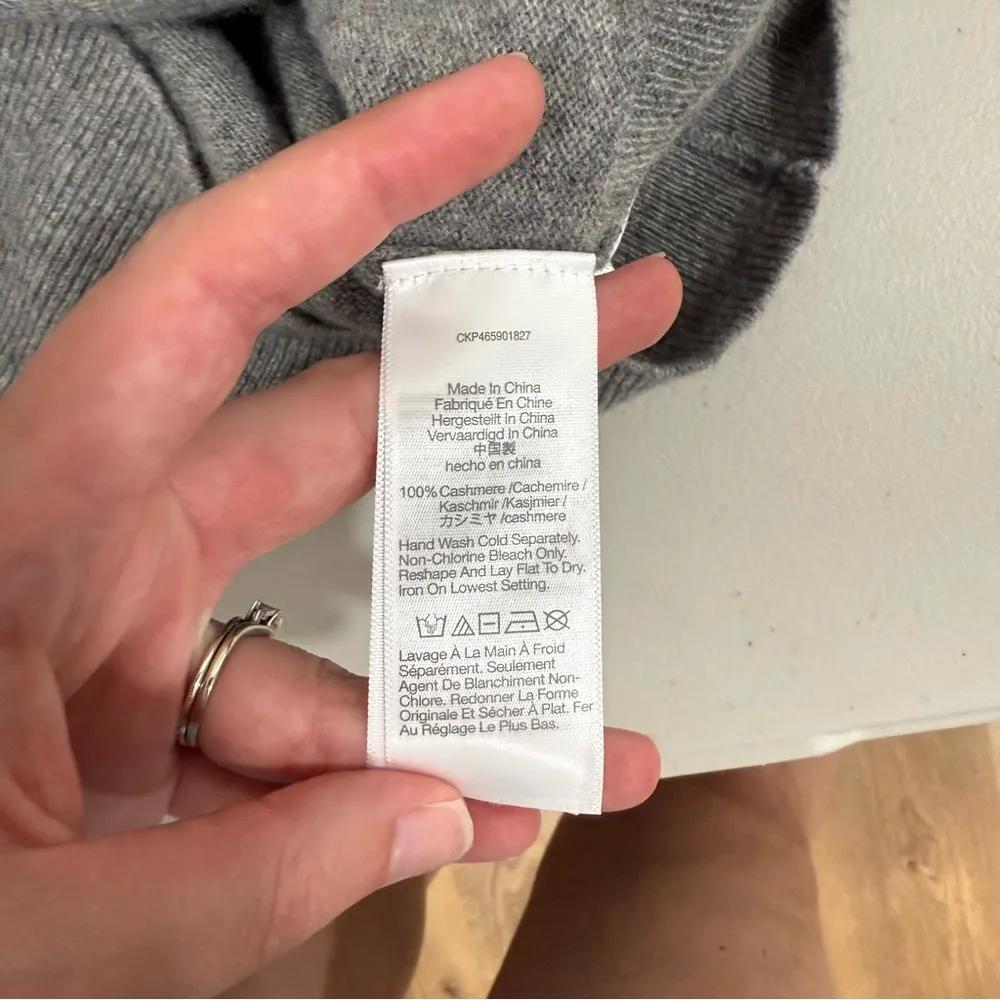 CKP465901827
Made In China
Fabriqué En Chine
Hergestellt In China
Vervaardigd In China
中国製
hecho en china
100% Cashmere /Cachemire /
Kaschmir /Kasjmier /
カシミヤ /cashmere
Hand Wash Cold Separately.
Non-Chlorine Bleach Only.
Reshape And Lay Flat To Dry.
Iron On Lowest Setting.
Lavage À La Main À Froid
Séparément. Seulement
Agent De Blanchiment Non-
Chlore. Redonner La Forme
Originale Et Sécher À Plat. Fer
Au Réglage Le Plus Bas.